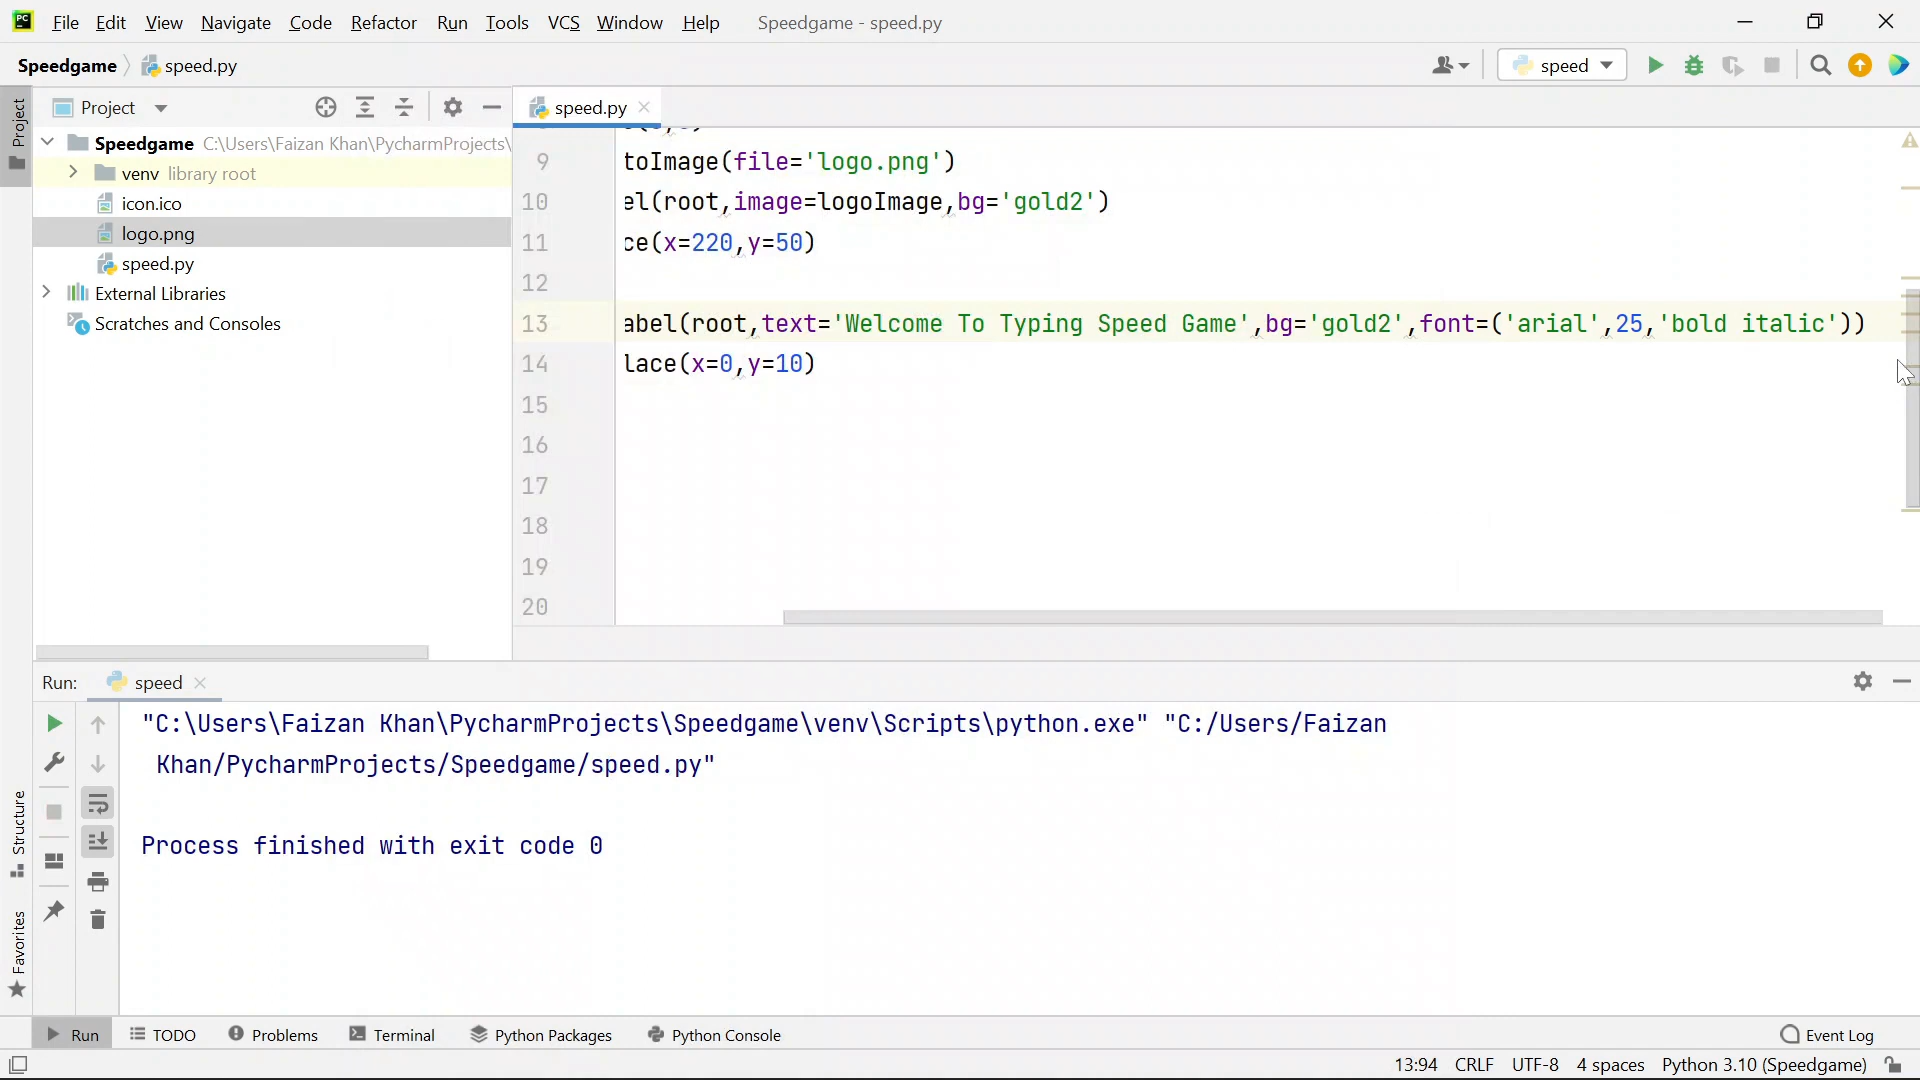 File Edit View Navigate Code Refactor Run Tools VCS Window Help Speedgame - speed.py
Speedgame speed.py speed
Project
Project
speed.py
Speedgame C:\Users\Faizan Khan\PycharmProjects\
venv library root
icon.ico
logo.png
speed.py
External Libraries
Scratches and Consoles
9 toImage(file='logo.png')
10 el(root,image=logoImage,bg='gold2')
11 ce(x=220,y=50)
12
13 abel(root,text='Welcome To Typing Speed Game',bg='gold2',font=('arial',25,'bold italic'))
14 lace(x=0,y=10)
15
16
17
18
19
20
Run: speed
"C:\Users\Faizan Khan\PycharmProjects\Speedgame\venv\Scripts\python.exe" "C:/Users/Faizan
Khan/PycharmProjects/Speedgame/speed.py"
Process finished with exit code 0
Structure
Favorites
Run TODO Problems Terminal Python Packages Python Console Event Log
13:94 CRLF UTF-8 4 spaces Python 3.10 (Speedgame)